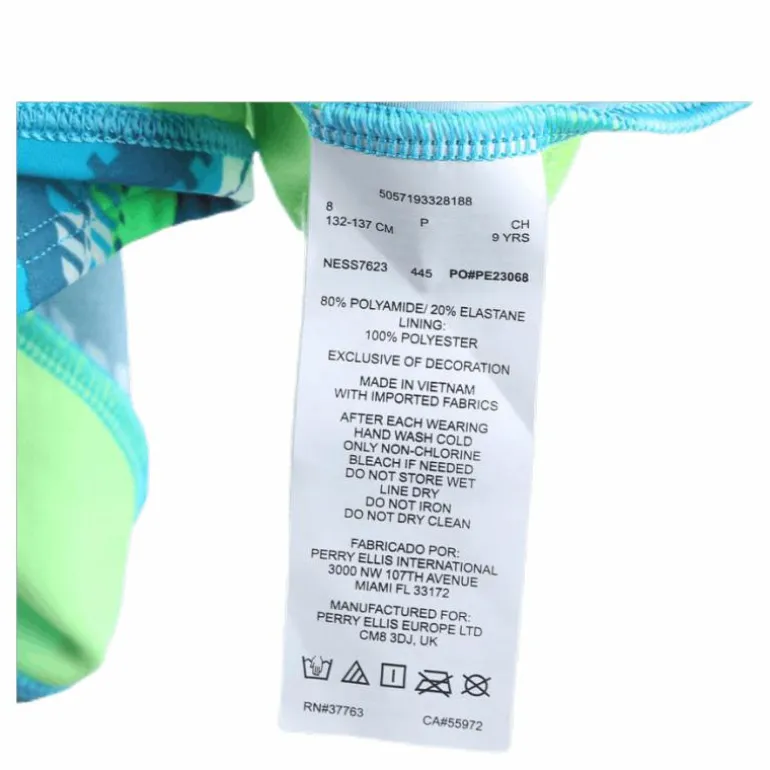 5057193328188
8 P CH
132-137 CM 9 YRS
NESS7623 445 PO#PE23068
80% POLYAMIDE/ 20% ELASTANE
LINING:
100% POLYESTER
EXCLUSIVE OF DECORATION
MADE IN VIETNAM
WITH IMPORTED FABRICS
AFTER EACH WEARING
HAND WASH COLD
ONLY NON-CHLORINE
BLEACH IF NEEDED
DO NOT STORE WET
LINE DRY
DO NOT IRON
DO NOT DRY CLEAN
FABRICADO POR:
PERRY ELLIS INTERNATIONAL
3000 NW 107TH AVENUE
MIAMI FL 33172
MANUFACTURED FOR:
PERRY ELLIS EUROPE LTD
CM8 3DJ, UK
RN#37763 CA#55972